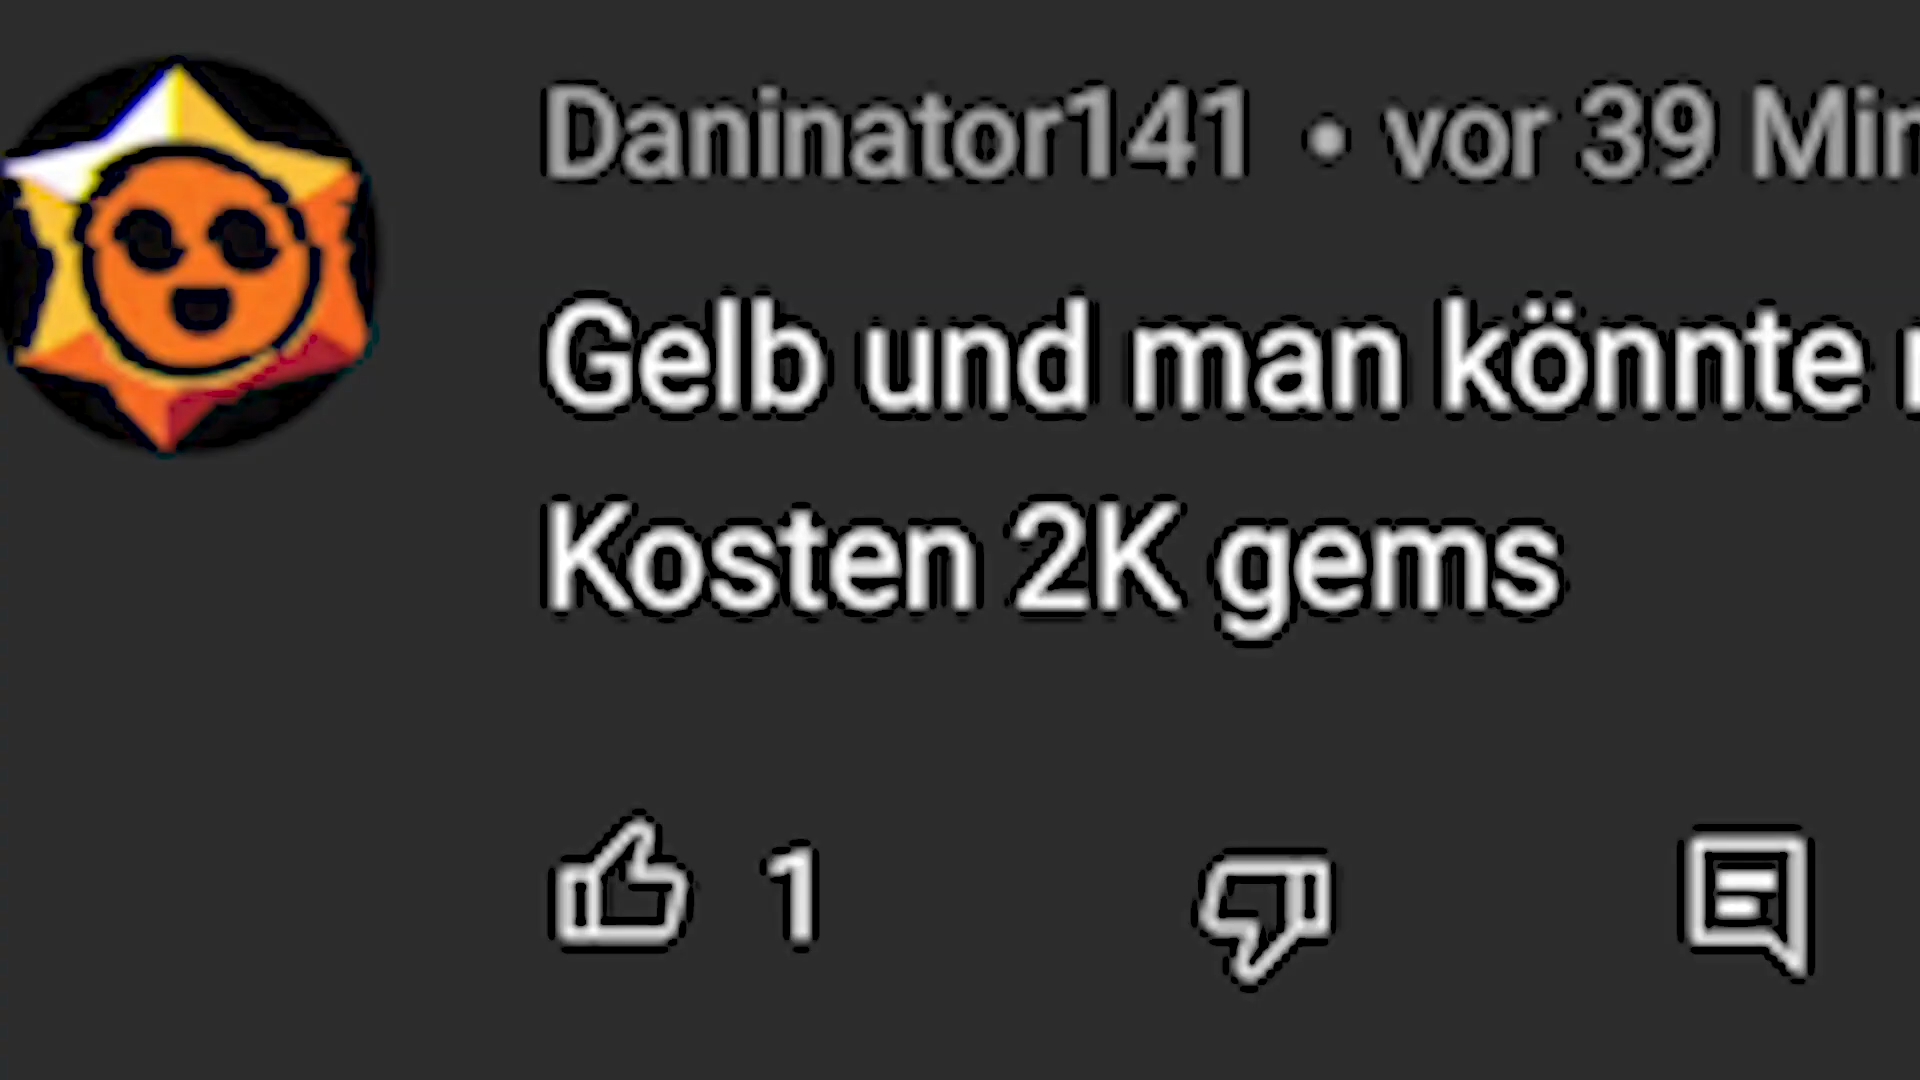 Daninator141 • vor 39 Min
Gelb und man könnte
Kosten 2K gems
1